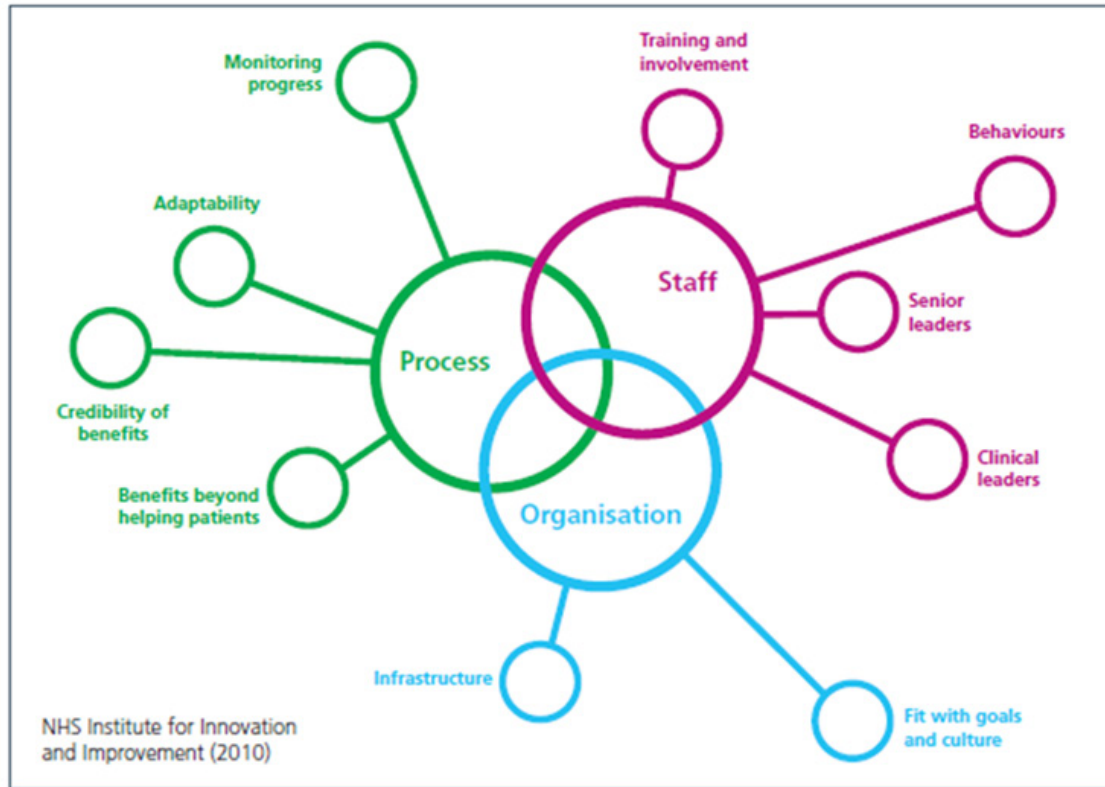 Monitoring
progress
Training and
involvement
Behaviours
Adaptability
Staff
Senior
leaders
Process
Credibility of
benefits
Clinical
leaders
Benefits beyond
helping patients
Organisation
Infrastructure
Fit with goals
and culture
NHS Institute for Innovation
and Improvement (2010)